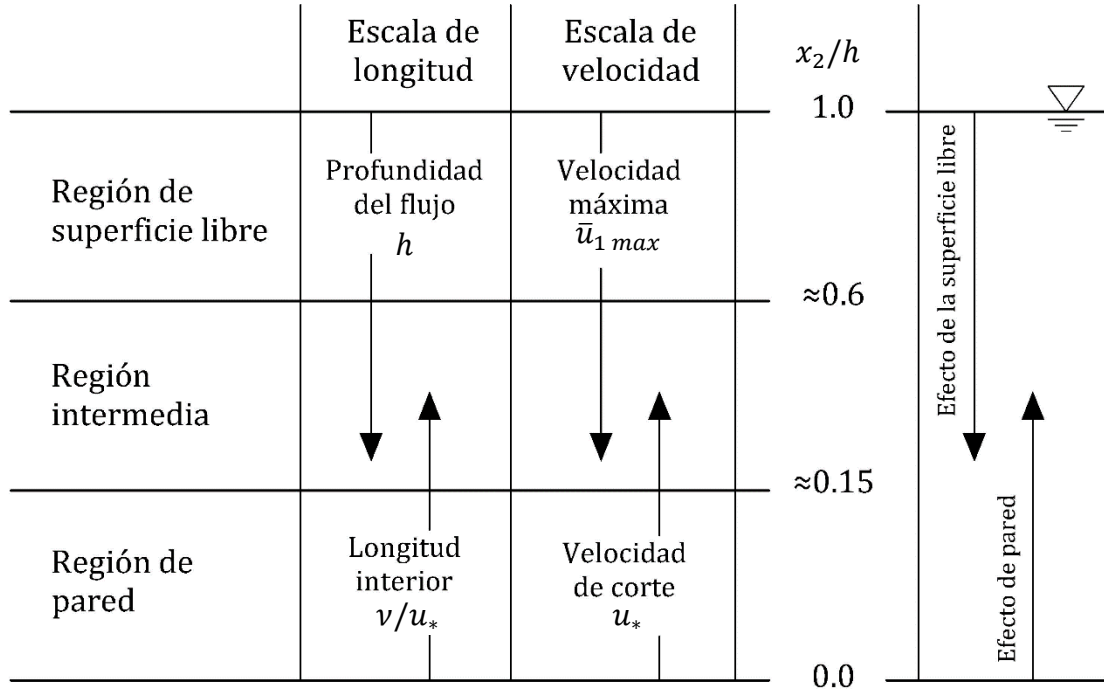 Escala de
longitud
Escala de
velocidad
x₂/h
1.0
Región de
superficie libre
Profundidad
del flujo
h
Velocidad
máxima
ū₁ max
≈0.6
Región
intermedia
≈0.15
Región de
pared
Longitud
interior
ν/u*
Velocidad
de corte
u*
0.0
Efecto de la superficie libre
Efecto de pared